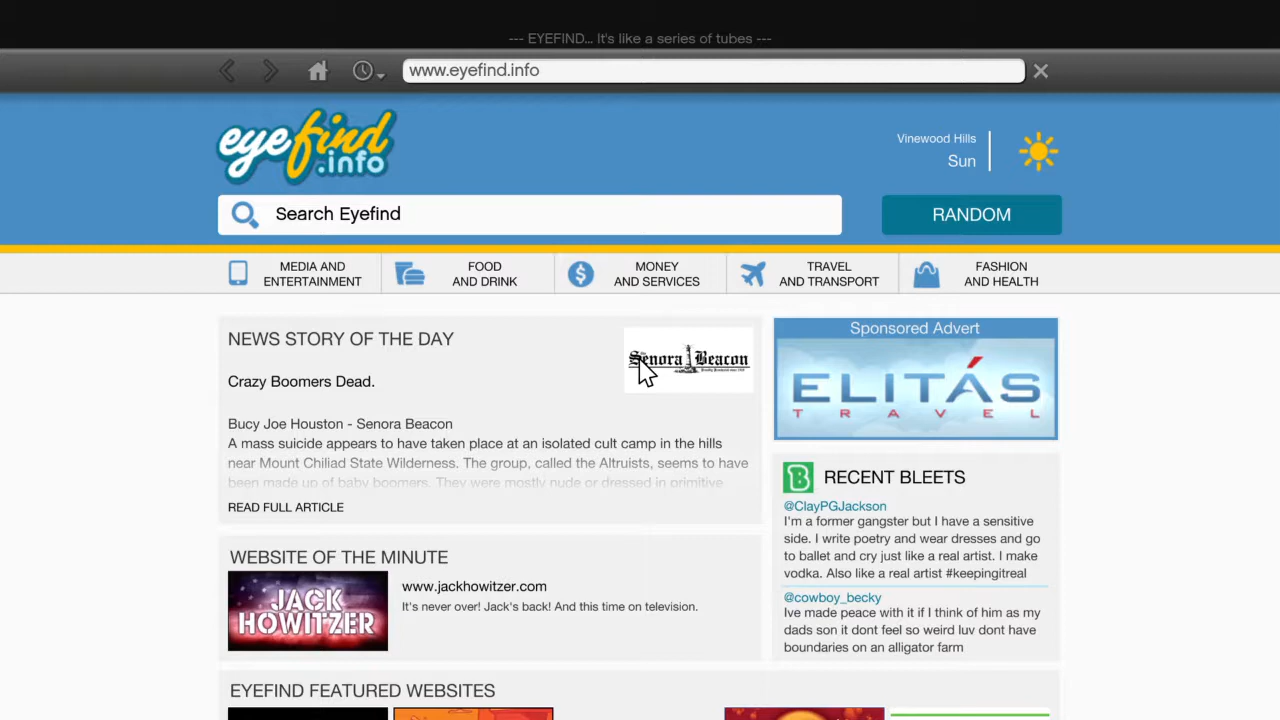 --- EYEFIND... It's like a series of tubes ---
www.eyefind.info
eyefind
.info
Vinewood Hills
Sun
Search Eyefind
RANDOM
MEDIA AND
ENTERTAINMENT
FOOD
AND DRINK
MONEY
AND SERVICES
TRAVEL
AND TRANSPORT
FASHION
AND HEALTH
NEWS STORY OF THE DAY
Senora Beacon
Crazy Boomers Dead.
Bucy Joe Houston - Senora Beacon
A mass suicide appears to have taken place at an isolated cult camp in the hills
near Mount Chiliad State Wilderness. The group, called the Altruists, seems to have
been made up of baby boomers. They were mostly nude or dressed in primitive
READ FULL ARTICLE
Sponsored Advert
ELITÁS
TRAVEL
RECENT BLEETS
@ClayPGJackson
I'm a former gangster but I have a sensitive
side. I write poetry and wear dresses and go
to ballet and cry just like a real artist. I make
vodka. Also like a real artist #keepingitreal
@cowboy_becky
Ive made peace with it if I think of him as my
dads son it dont feel so weird luv dont have
boundaries on an alligator farm
WEBSITE OF THE MINUTE
JACK
HOWITZER
www.jackhowitzer.com
It's never over! Jack's back! And this time on television.
EYEFIND FEATURED WEBSITES